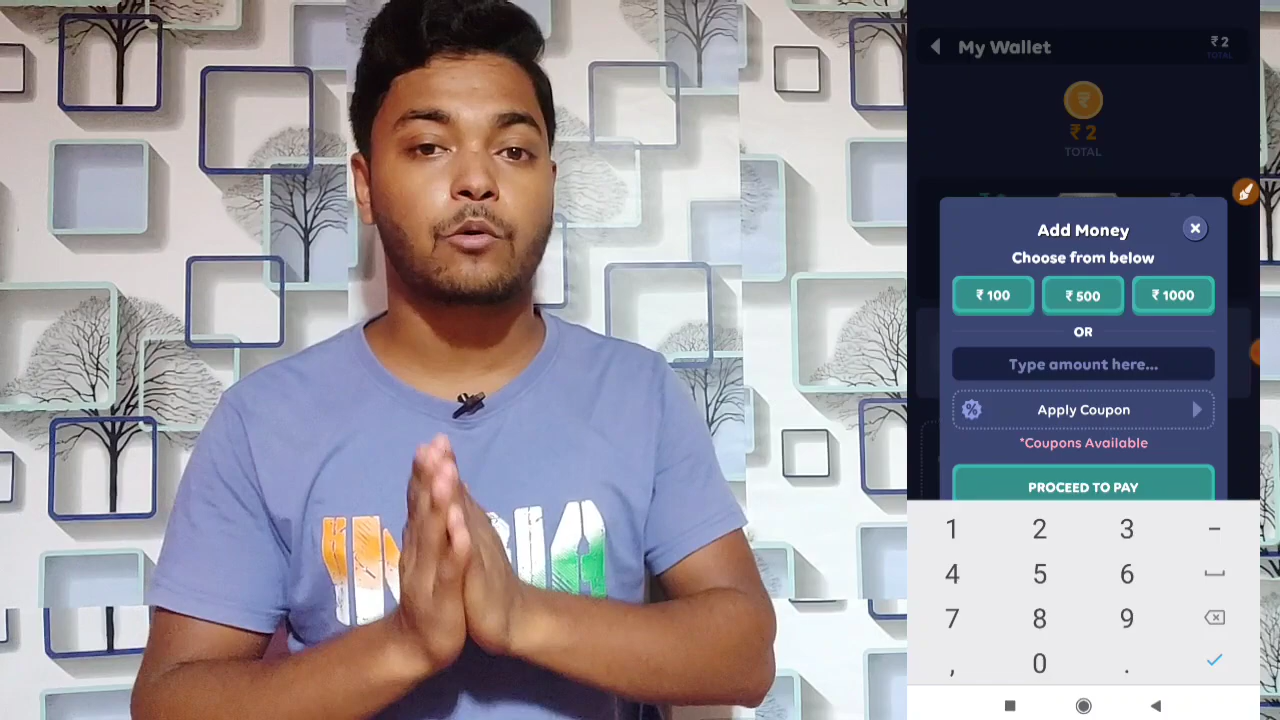 My Wallet
₹2
TOTAL
₹
₹ 2
TOTAL
Add Money
Choose from below
₹ 100
₹ 500
₹ 1000
OR
Type amount here...
%
Apply Coupon
*Coupons Available
PROCEED TO PAY
1 2 3 -
4 5 6
7 8 9
, 0 .